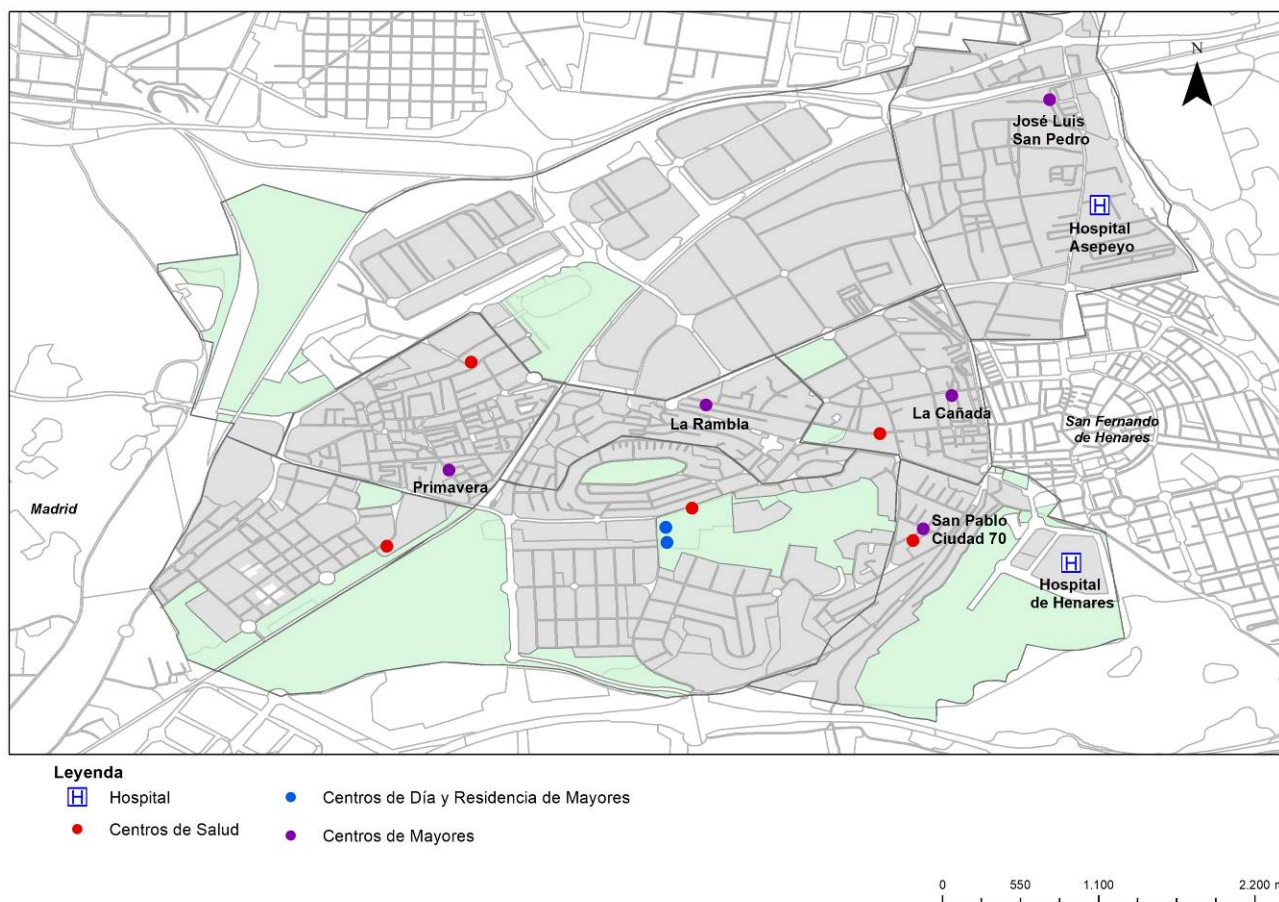 N
José Luis
San Pedro
Hospital
Asepeyo
La Rambla
La Cañada
San Fernando
de Henares
Primavera
Madrid
San Pablo
Ciudad 70
Hospital
de Henares
Leyenda
H Hospital
Centros de Día y Residencia de Mayores
Centros de Salud
Centros de Mayores
0 550 1.100 2.200 m